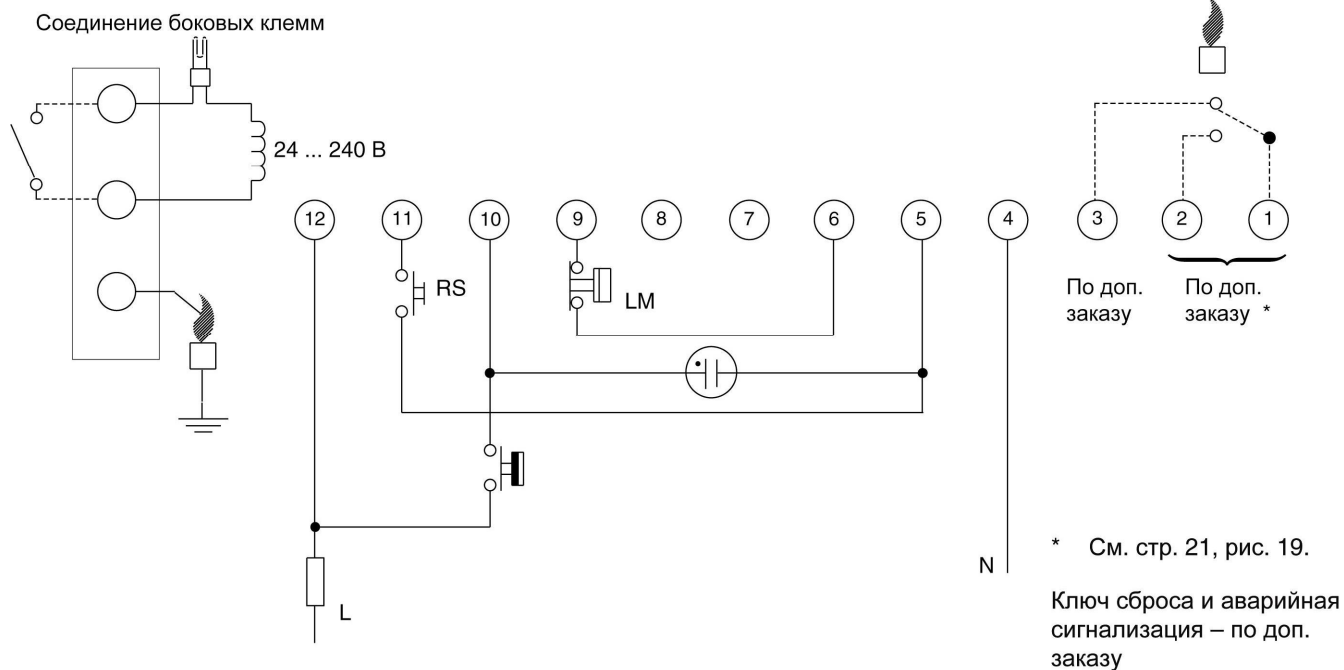 Соединение боковых клемм
24 ... 240 В
12 11 10 9 8 7 6 5 4 3 2 1
RS
LM
По доп.
заказу
По доп.
заказу *
N
L
* См. стр. 21, рис. 19.
Ключ сброса и аварийная
сигнализация – по доп.
заказу